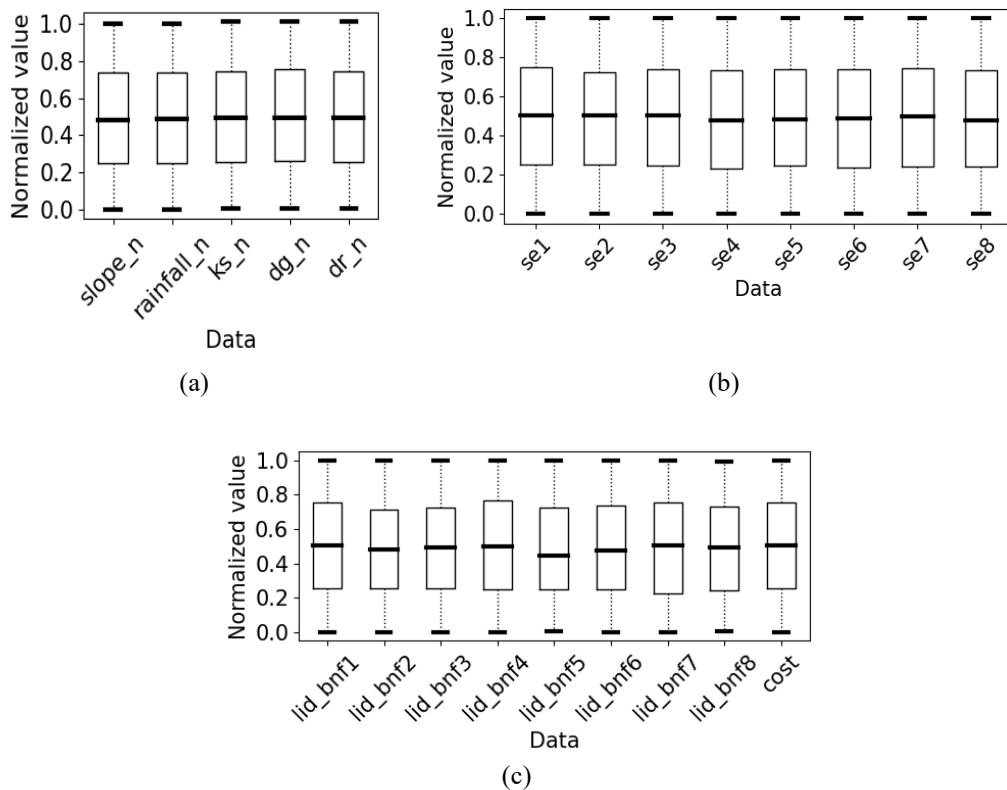 Normalized value
1.0
0.8
0.6
0.4
0.2
0.0
slope_n
rainfall_n
ks_n
dg_n
dr_n
Data
(a)
Normalized value
1.0
0.8
0.6
0.4
0.2
0.0
se1
se2
se3
se4
se5
se6
se7
se8
Data
(b)
Normalized value
1.0
0.8
0.6
0.4
0.2
0.0
lid_bnf1
lid_bnf2
lid_bnf3
lid_bnf4
lid_bnf5
lid_bnf6
lid_bnf7
lid_bnf8
cost
Data
(c)